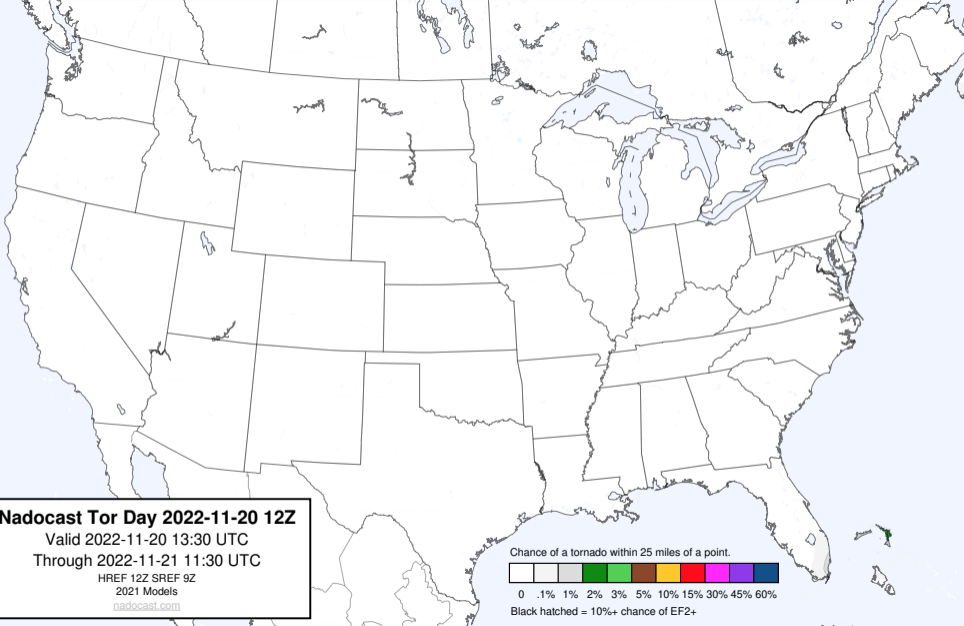 Nadocast Tor Day 2022-11-20 12Z
Valid 2022-11-20 13:30 UTC
Through 2022-11-21 11:30 UTC
HREF 12Z SREF 9Z
2021 Models
nadocast.com
Chance of a tornado within 25 miles of a point.
0 .1% 1% 2% 3% 5% 10% 15% 30% 45% 60%
Black hatched = 10%+ chance of EF2+